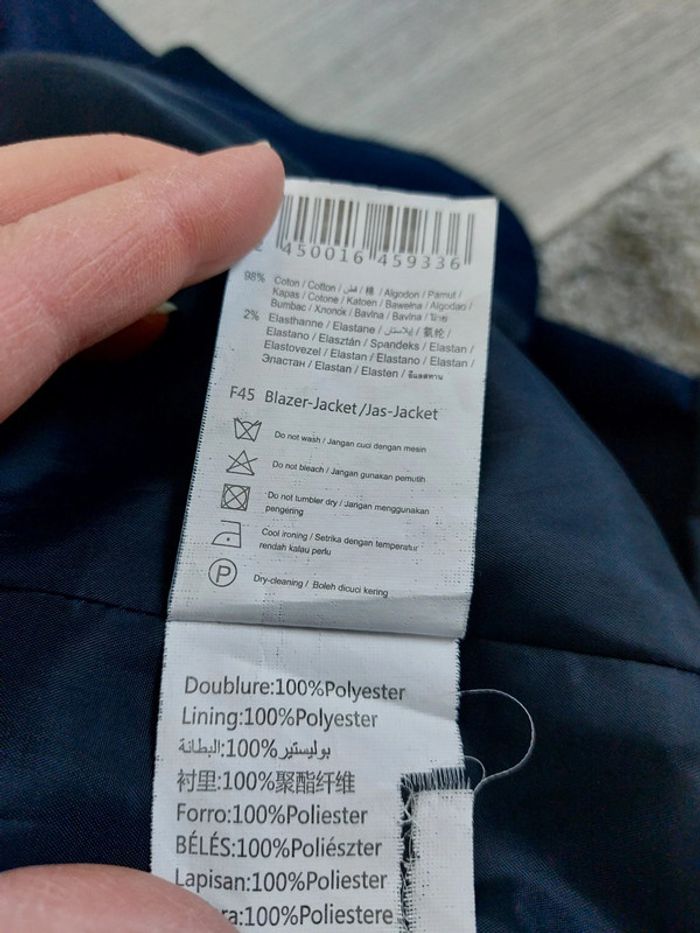 450016 459336
98% Coton / Cotton / قطن / 棉 / Algodon / Pamut /
Kapas / Cotone / Katoen / Bawełna / Algodao /
Bumbac / Хлопок / Bavlna / Bavlna / ฝ้าย
2% Elasthanne / Elastane / إيلاستان / 氨纶 /
Elastano / Elasztán / Spandeks / Elastan /
Elastovezel / Elastan / Elastano / Elastan /
Эластан / Elastan / Elasten / อีลาสเทน
F45 Blazer-Jacket/Jas-Jacket
Do not wash / Jangan cuci dengan mesin
Do not bleach / Jangan gunakan pemutih
Do not tumbler dry / Jangan menggunakan
pengering
Cool ironing / Setrika dengan temperatur
rendah kalau perlu
P Dry-cleaning / Boleh dicuci kering
Doublure:100%Polyester
Lining:100%Polyester
البطانة:100%بوليستير
衬里:100%聚酯纤维
Forro:100%Poliester
BÉLÉS:100%Poliészter
Lapisan:100%Poliester
:100%Poliestere